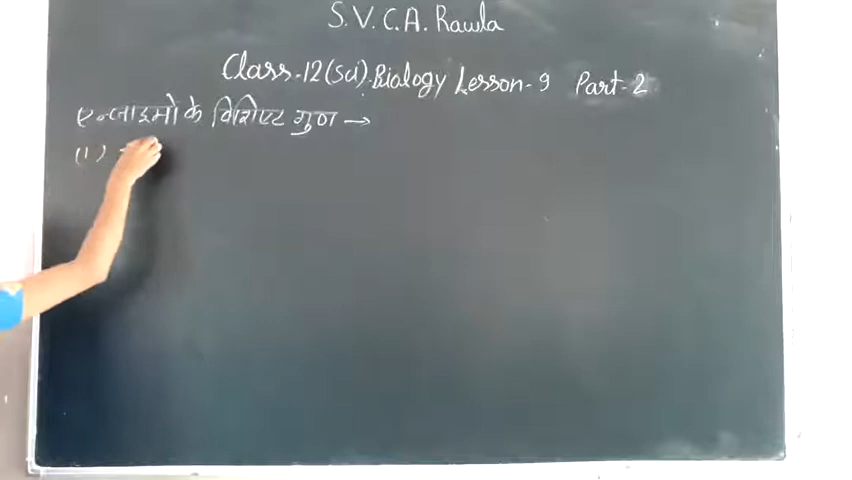 S.V.C.A. Rawla
Class-12(sci) Biology Lesson-9 Part-2
एन्जाइमो के विशिष्ट गुण →
(1)